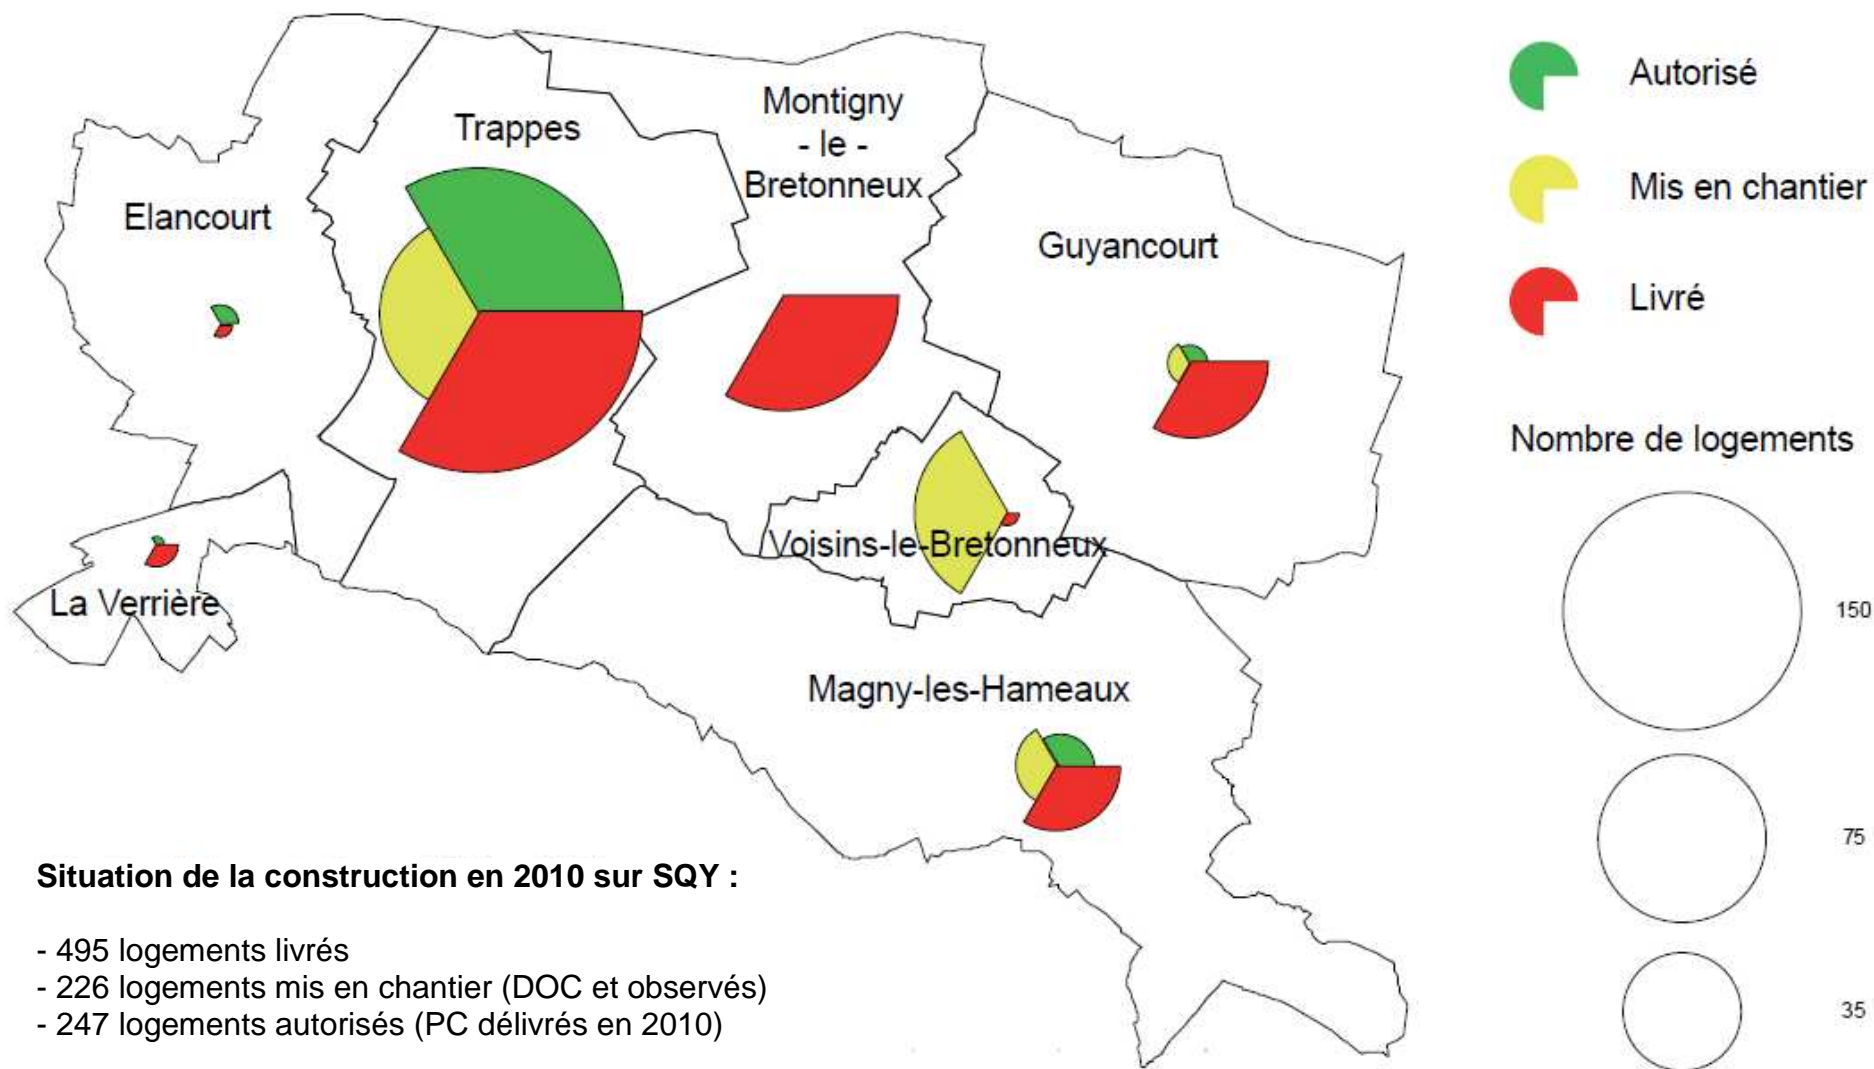 Trappes
Montigny
- le -
Bretonneux
Elancourt
Guyancourt
Voisins-le-Bretonneux
La Verrière
Magny-les-Hameaux
Autorisé
Mis en chantier
Livré
Nombre de logements
150
75
35
Situation de la construction en 2010 sur SQY :
- 495 logements livrés
- 226 logements mis en chantier (DOC et observés)
- 247 logements autorisés (PC délivrés en 2010)